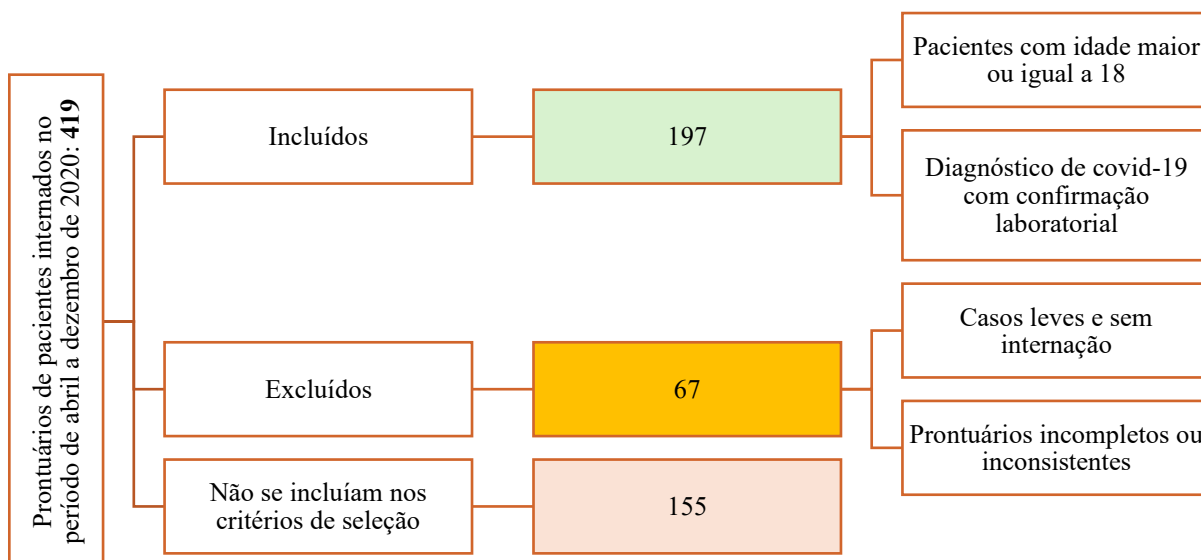 Prontuários de pacientes internados no
período de abril a dezembro de 2020: 419
Incluídos
197
Pacientes com idade maior
ou igual a 18
Diagnóstico de covid-19
com confirmação
laboratorial
Excluídos
67
Casos leves e sem
internação
Prontuários incompletos ou
inconsistentes
Não se incluíam nos
critérios de seleção
155